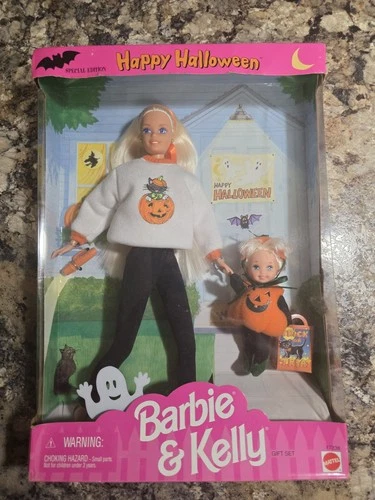 SPECIAL EDITION
Happy Halloween
HAPPY
HALLOWEEN
Barbie
& Kelly
GIFT SET
WARNING:
CHOKING HAZARD - Small parts
Not for children under 3 years.
MATTEL